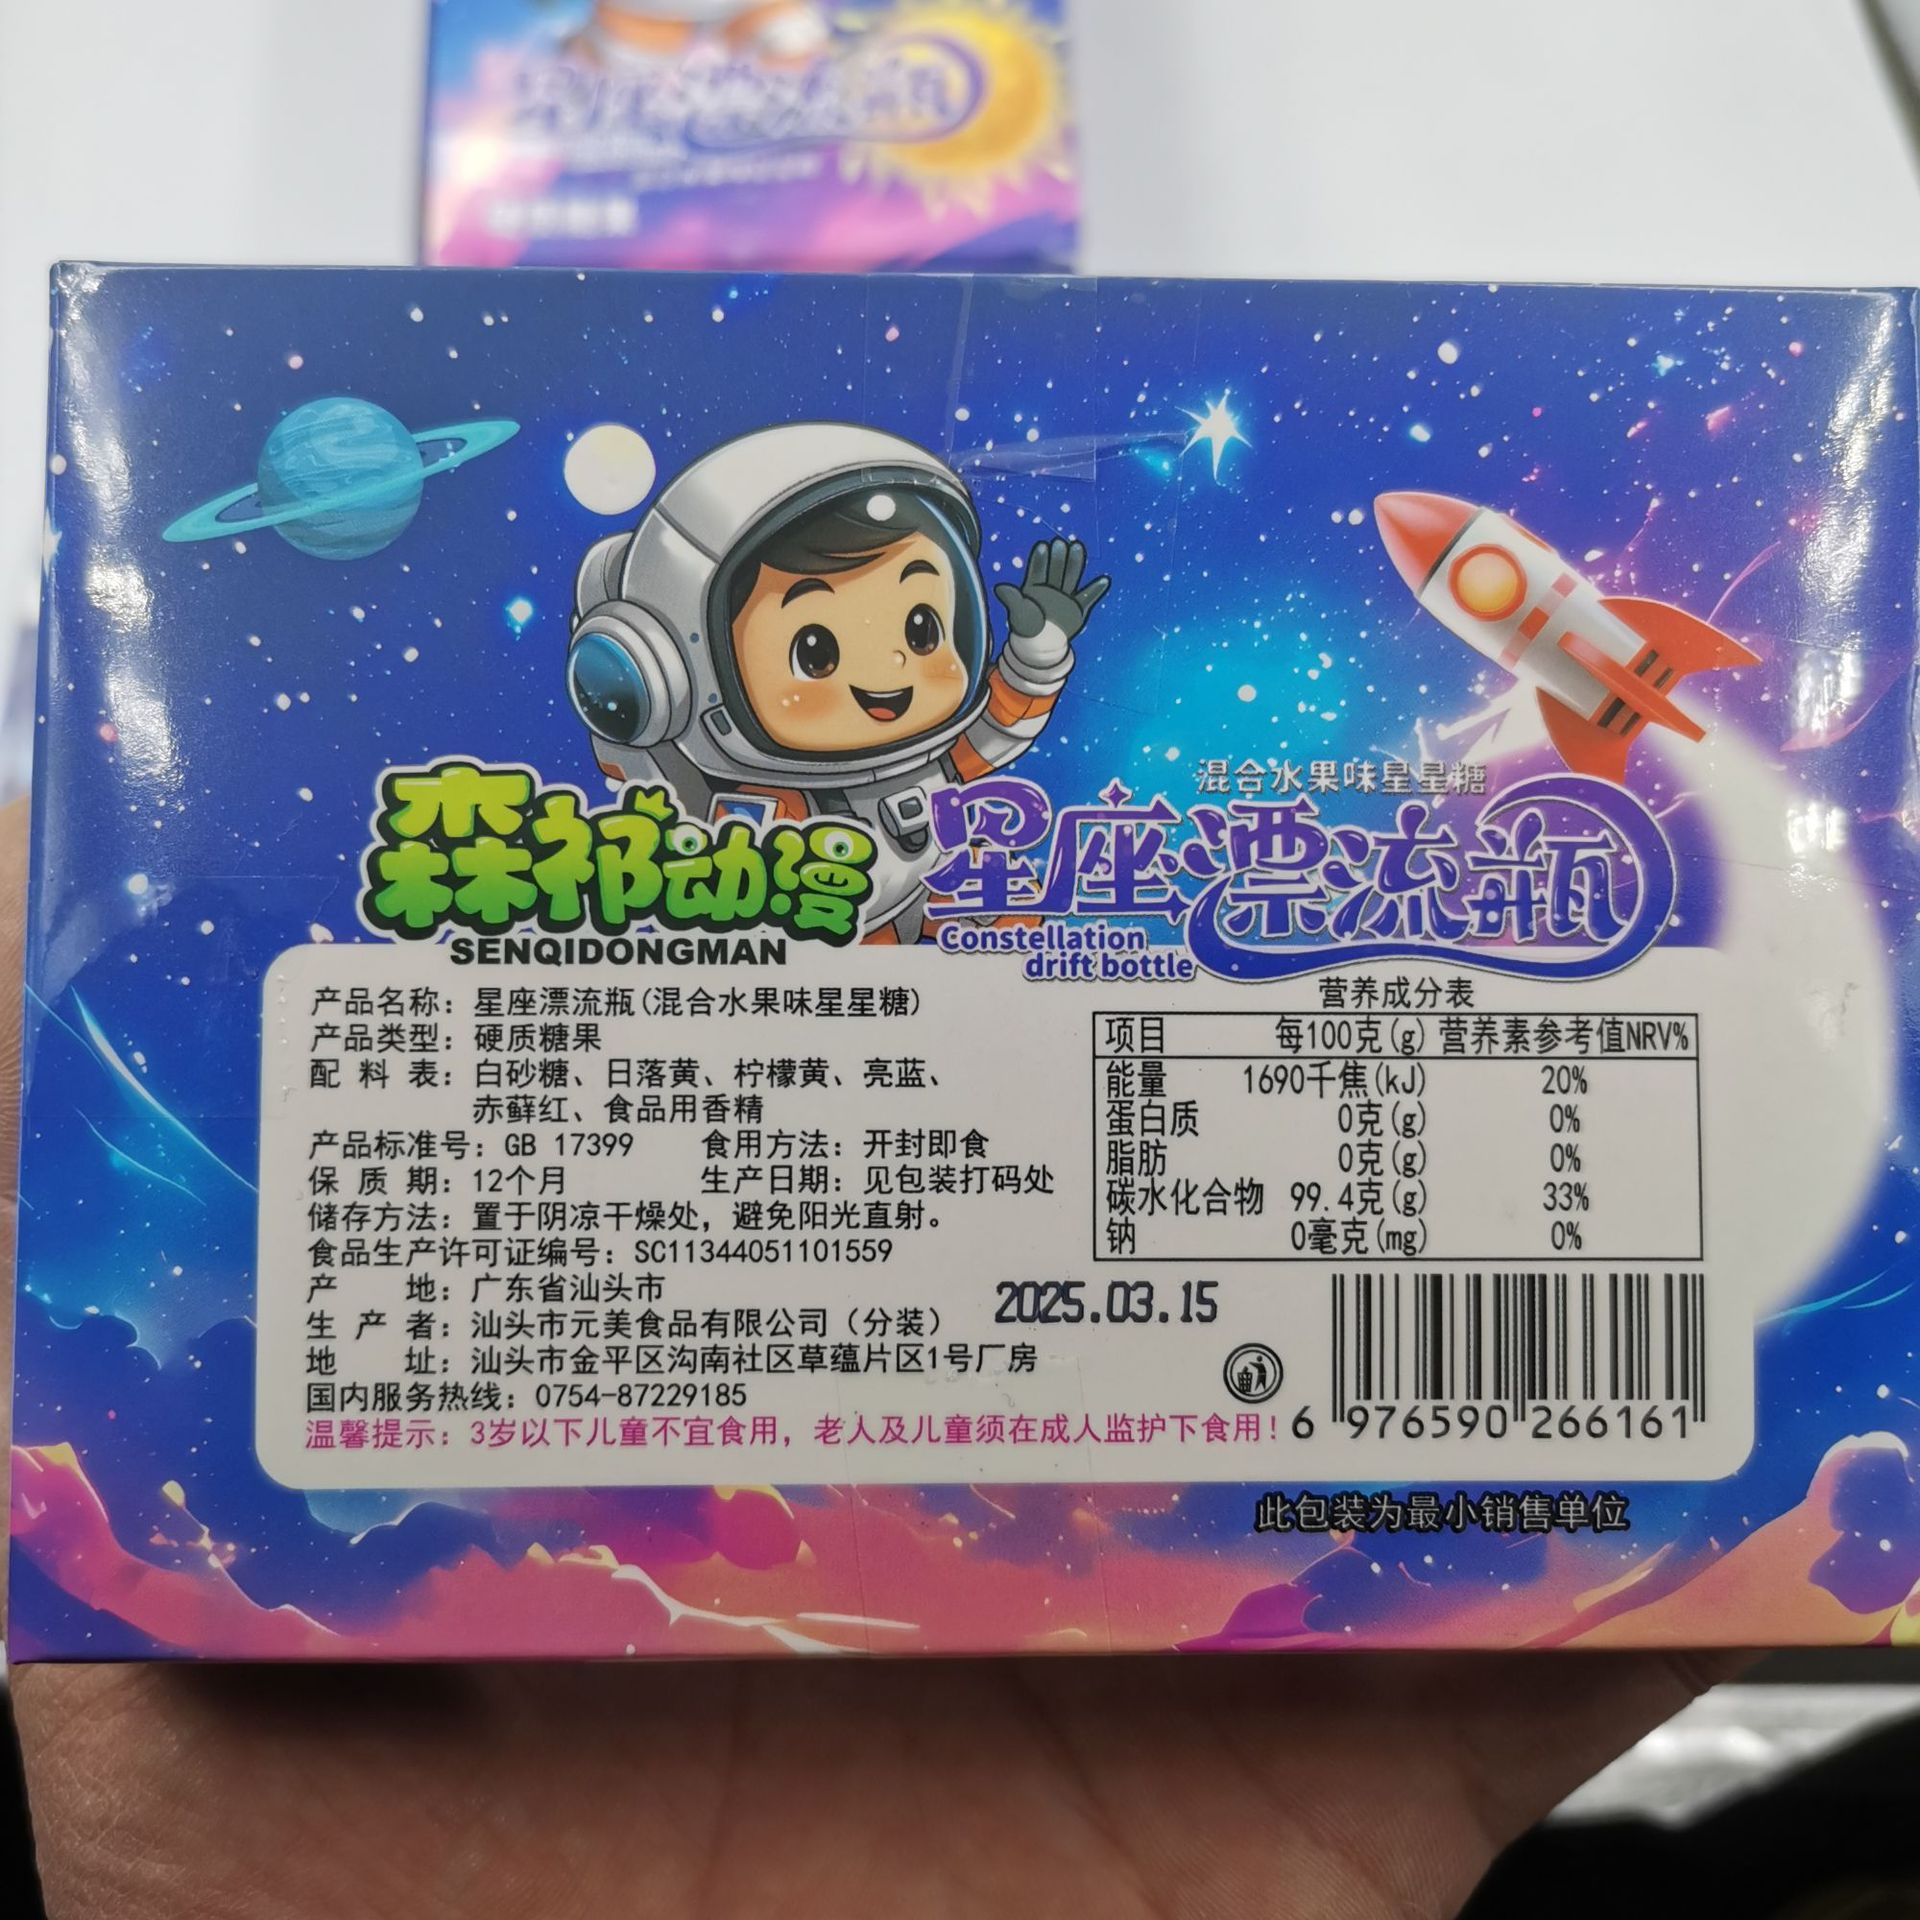 星座漂流瓶
混合水果味星星糖
森祁动漫
SENQIDONGMAN
星座漂流瓶
Constellation
drift bottle
产品名称：星座漂流瓶(混合水果味星星糖)
产品类型：硬质糖果
配料表：白砂糖、日落黄、柠檬黄、亮蓝、
赤藓红、食品用香精
产品标准号：GB 17399 食用方法：开封即食
保质期：12个月 生产日期：见包装打码处
储存方法：置于阴凉干燥处，避免阳光直射。
食品生产许可证编号：SC11344051101559
产地：广东省汕头市
生产者：汕头市元美食品有限公司（分装）
地址：汕头市金平区沟南社区草蕴片区1号厂房
国内服务热线：0754-87229185
温馨提示：3岁以下儿童不宜食用，老人及儿童须在成人监护下食用！
营养成分表
项目 每100克(g) 营养素参考值NRV%
能量 1690千焦(kJ) 20%
蛋白质 0克(g) 0%
脂肪 0克(g) 0%
碳水化合物 99.4克(g) 33%
钠 0毫克(mg) 0%
2025.03.15
6 976590 266161
此包装为最小销售单位